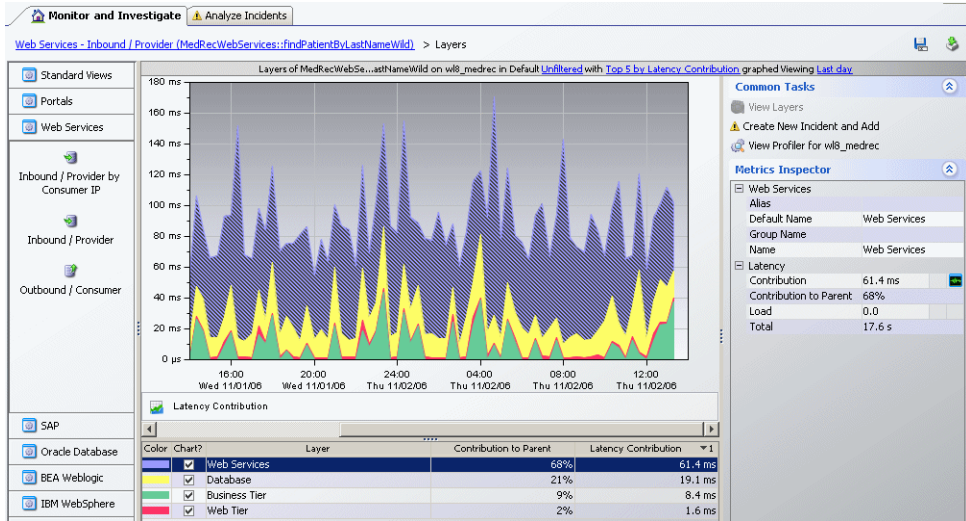 Monitor and Investigate
Analyze Incidents
Web Services - Inbound / Provider (MedRecWebServices::findPatientByLastNameWild) > Layers
Standard Views
Portals
Web Services
Inbound / Provider by
Consumer IP
Inbound / Provider
Outbound / Consumer
SAP
Oracle Database
BEA Weblogic
IBM WebSphere
Layers of MedRecWebSe...astNameWild on wl8_medrec in Default Unfiltered with Top 5 by Latency Contribution graphed Viewing Last day
180 ms
160 ms
140 ms
120 ms
100 ms
80 ms
60 ms
40 ms
20 ms
0 µs
16:00 20:00 24:00 04:00 08:00 12:00
Wed 11/01/06 Wed 11/01/06 Thu 11/02/06 Thu 11/02/06 Thu 11/02/06 Thu 11/02/06
Latency Contribution
Color Chart? Layer Contribution to Parent Latency Contribution 1
Web Services 68% 61.4 ms
Database 21% 19.1 ms
Business Tier 9% 8.4 ms
Web Tier 2% 1.6 ms
Common Tasks
View Layers
Create New Incident and Add
View Profiler for wl8_medrec
Metrics Inspector
Web Services
Alias
Default Name Web Services
Group Name
Name Web Services
Latency
Contribution 61.4 ms
Contribution to Parent 68%
Load 0.0
Total 17.6 s